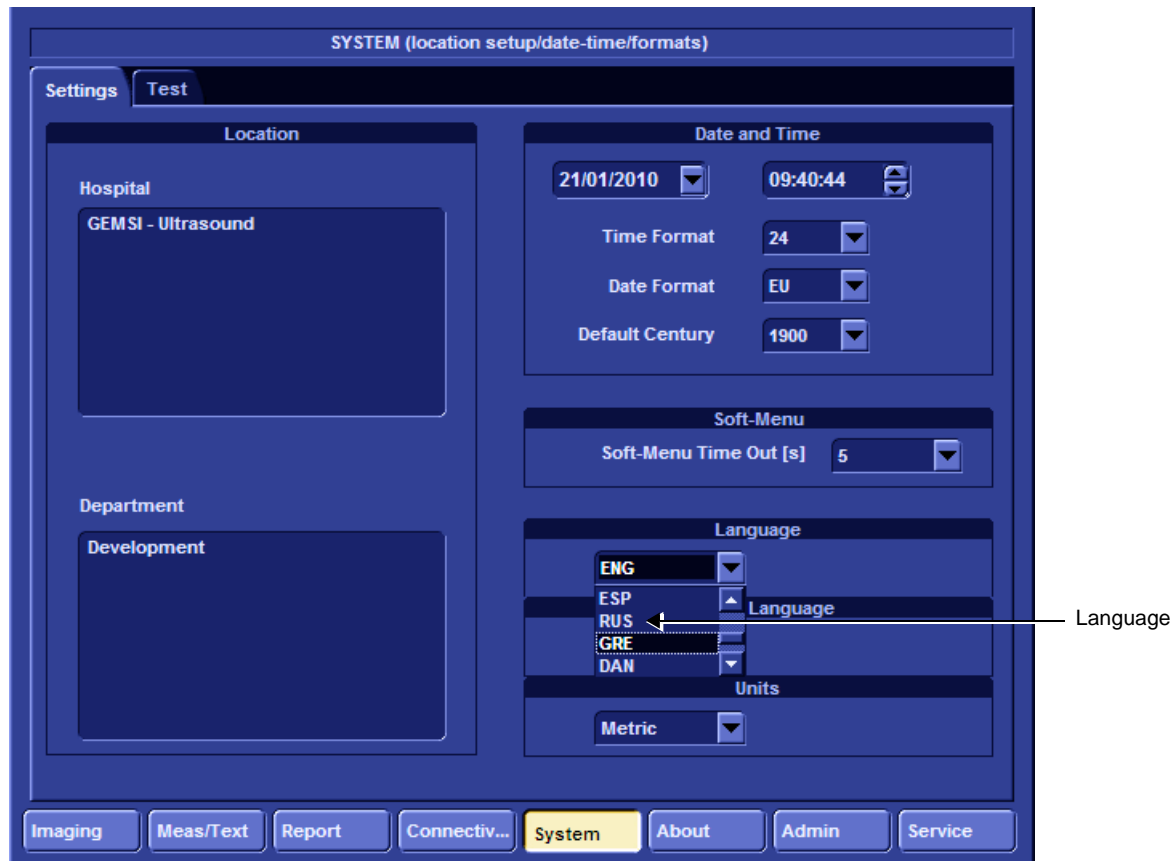 SYSTEM (location setup/date-time/formats)
Settings
Test
Location
Hospital
GEMSI - Ultrasound
Department
Development
Date and Time
21/01/2010
09:40:44
Time Format
24
Date Format
EU
Default Century
1900
Soft-Menu
Soft-Menu Time Out [s]
5
Language
ENG
ESP
RUS
GRE
DAN
Language
Language
Units
Metric
Imaging
Meas/Text
Report
Connectiv...
System
About
Admin
Service